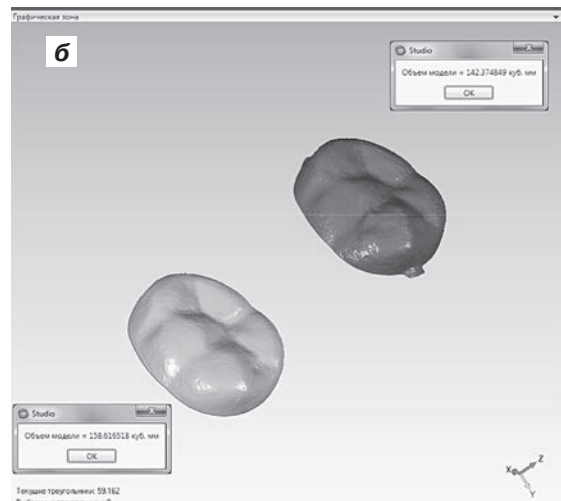 Графическая зона
б
Studio
Объем модели = 142.374849 куб. мм
OK
Studio
Объем модели = 158.616518 куб. мм
OK
Текущие треугольники: 59.162
X
Z
Y